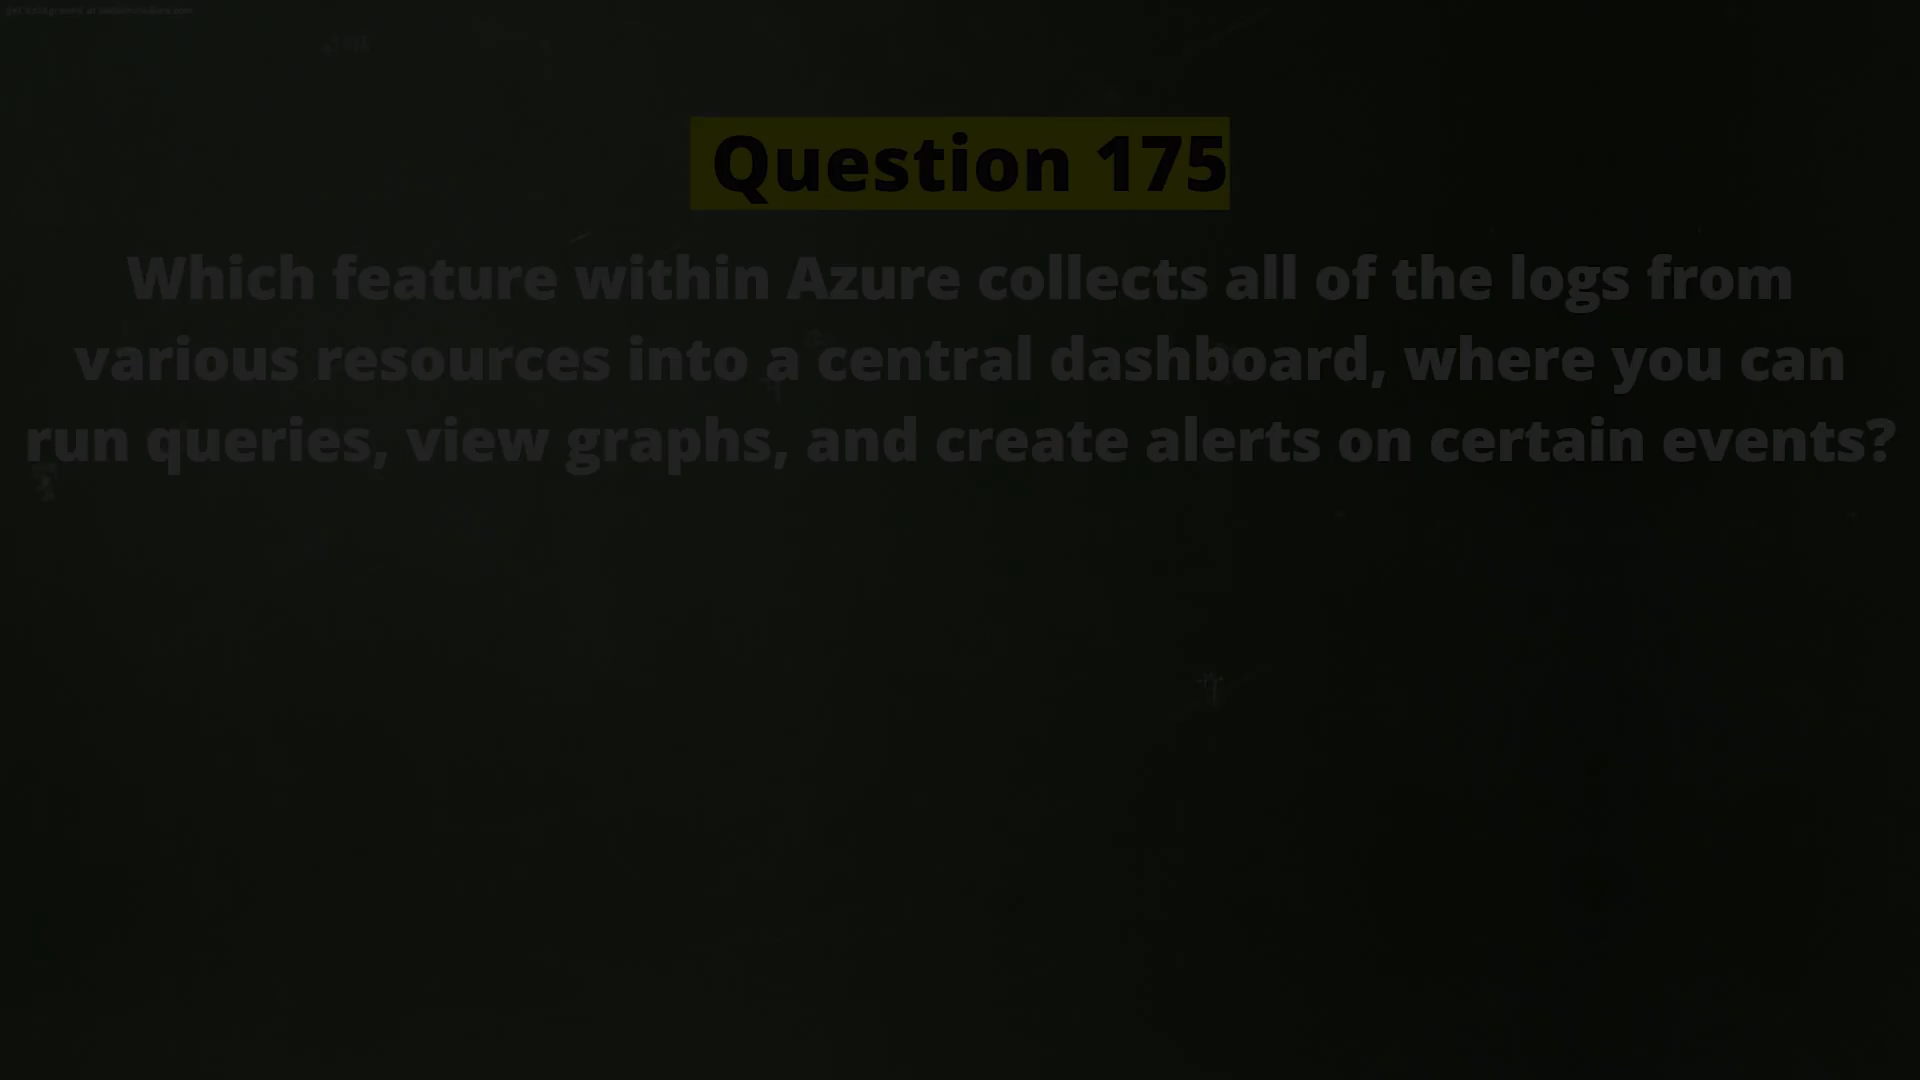 Question 175
Which feature within Azure collects all of the logs from
various resources into a central dashboard, where you can
run queries, view graphs, and create alerts on certain events?